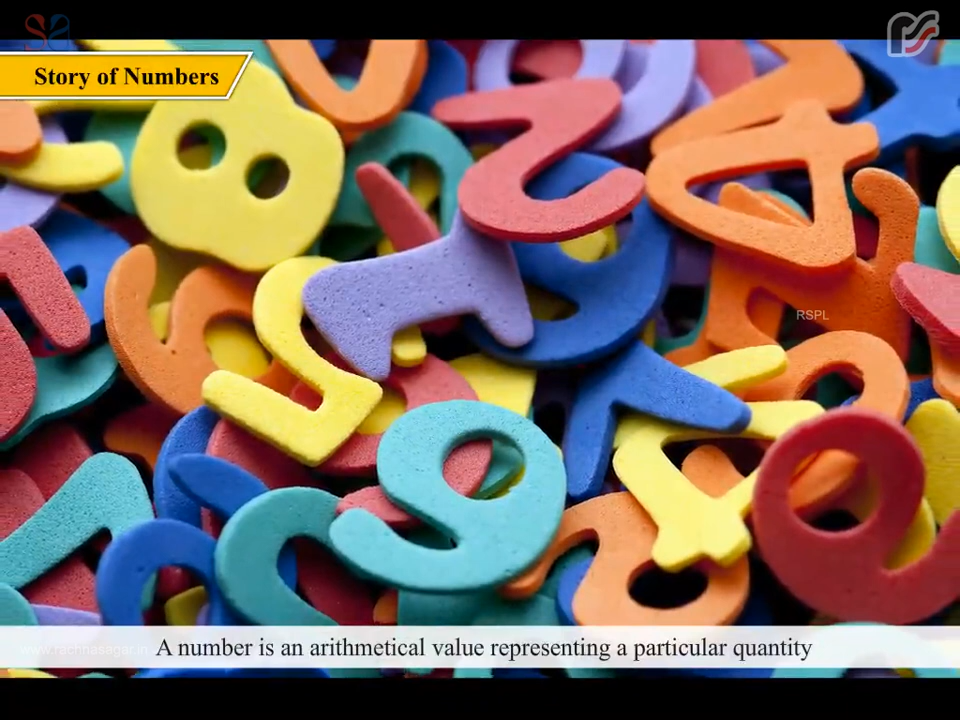 Story of Numbers
RSPL
www.rachnasagar.in
A number is an arithmetical value representing a particular quantity